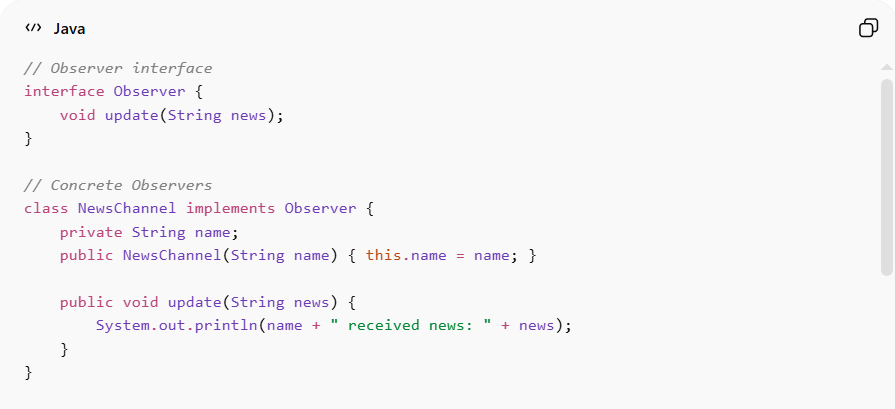 Java
// Observer interface
interface Observer {
    void update(String news);
}
// Concrete Observers
class NewsChannel implements Observer {
    private String name;
    public NewsChannel(String name) { this.name = name; }
    public void update(String news) {
        System.out.println(name + " received news: " + news);
    }
}